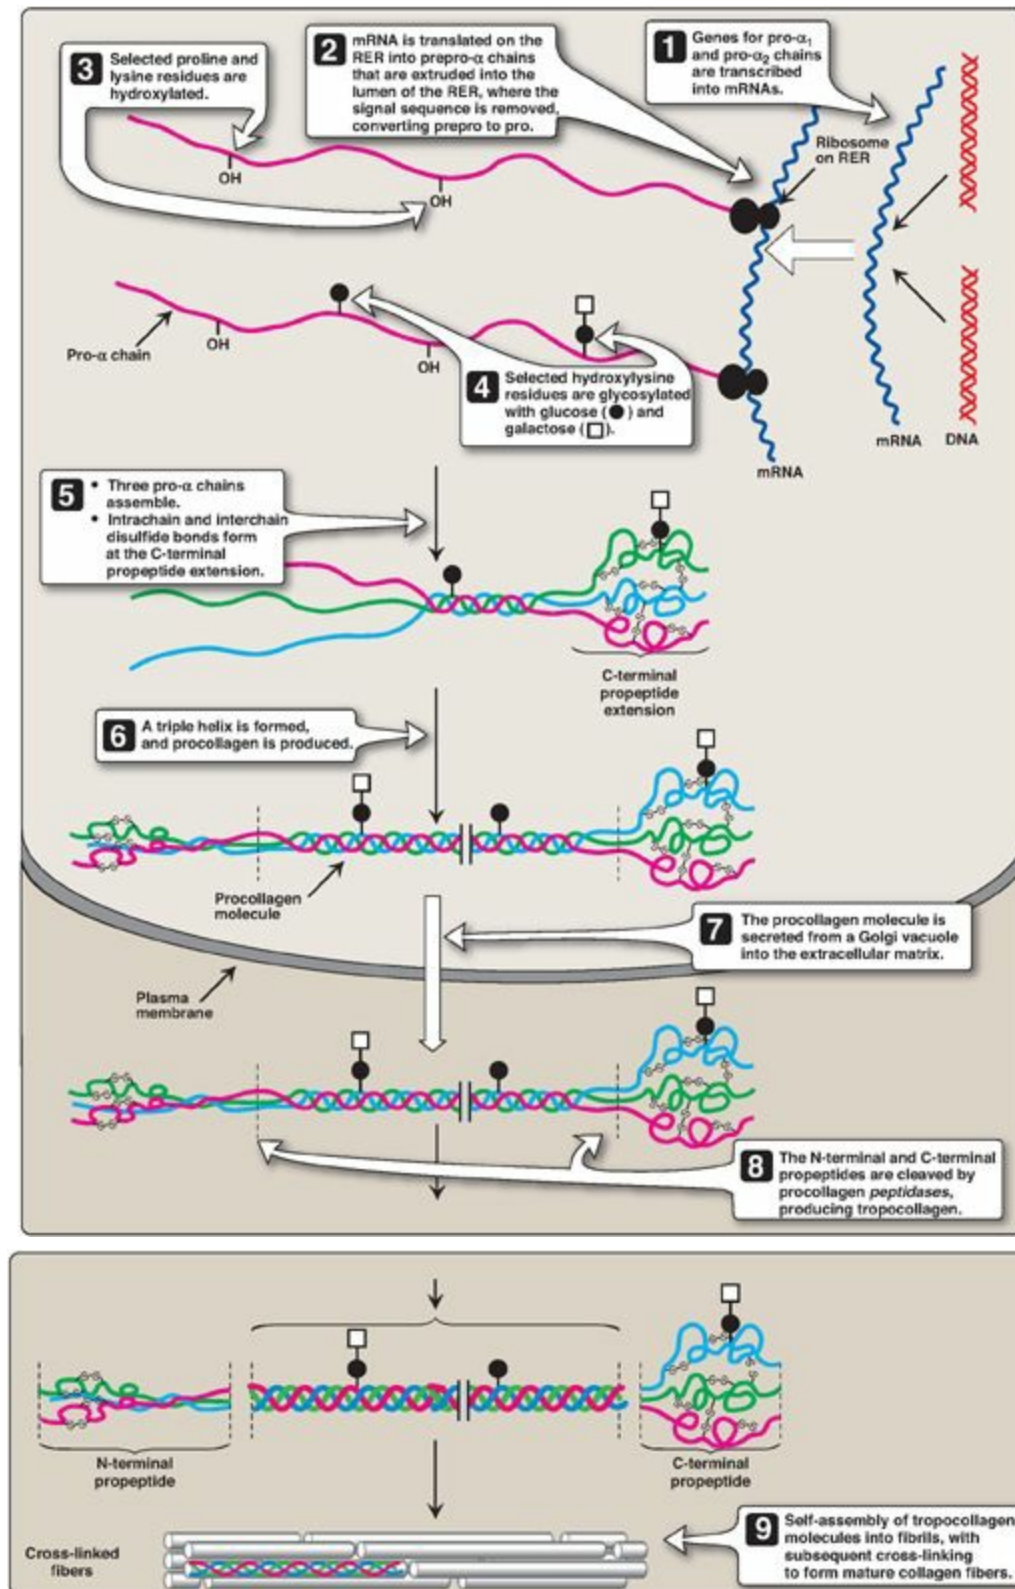 1 Genes for pro-α1
and pro-α2 chains
are transcribed
into mRNAs.
2 mRNA is translated on the
RER into prepro-α chains
that are extruded into the
lumen of the RER, where the
signal sequence is removed,
converting prepro to pro.
3 Selected proline and
lysine residues are
hydroxylated.
Ribosome
on RER
OH
OH
Pro-α chain
OH
OH
4 Selected hydroxylysine
residues are glycosylated
with glucose ( ) and
galactose ( ).
mRNA
DNA
mRNA
5 • Three pro-α chains
assemble.
• Intrachain and interchain
disulfide bonds form
at the C-terminal
propeptide extension.
C-terminal
propeptide
extension
6 A triple helix is formed,
and procollagen is produced.
Procollagen
molecule
7 The procollagen molecule is
secreted from a Golgi vacuole
into the extracellular matrix.
Plasma
membrane
8 The N-terminal and C-terminal
propeptides are cleaved by
procollagen peptidases,
producing tropocollagen.
N-terminal
propeptide
C-terminal
propeptide
9 Self-assembly of tropocollagen
molecules into fibrils, with
subsequent cross-linking
to form mature collagen fibers.
Cross-linked
fibers